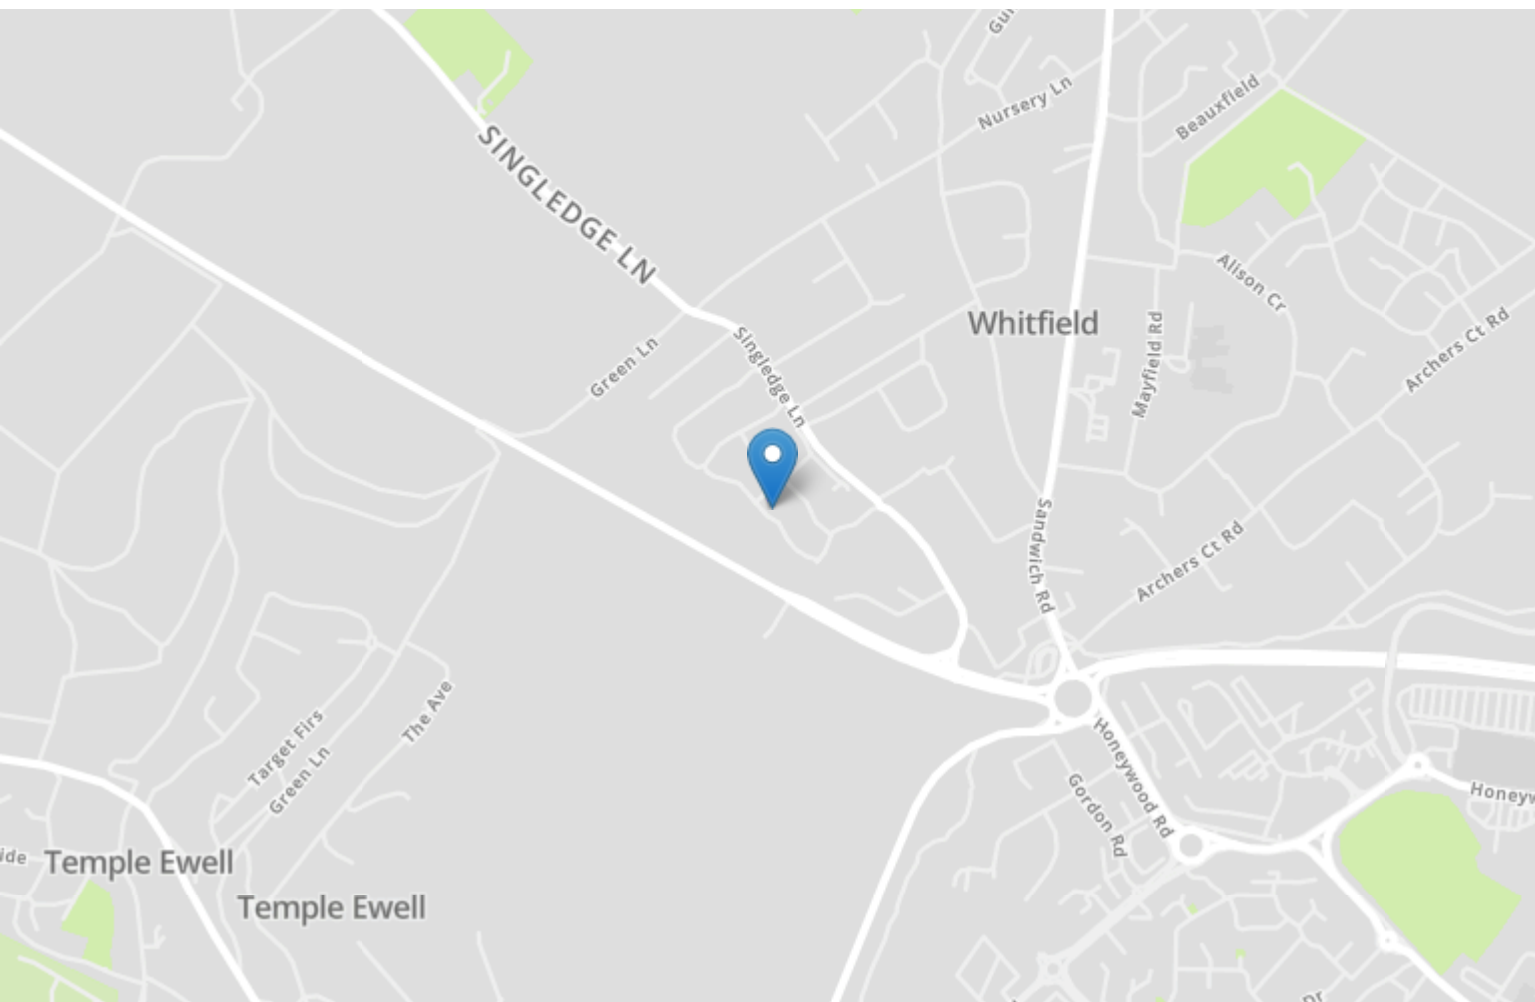 Nursery Ln
Beauxfield
SINGLEDGE LN
Alison Cr
Whitfield
Mayfield Rd
Archers Ct Rd
Green Ln
Singledge Ln
Sandwich Rd
Archers Ct Rd
The Ave
Target Firs
Green Ln
Honeywood Rd
Gordon Rd
Honeyw
Temple Ewell
Temple Ewell